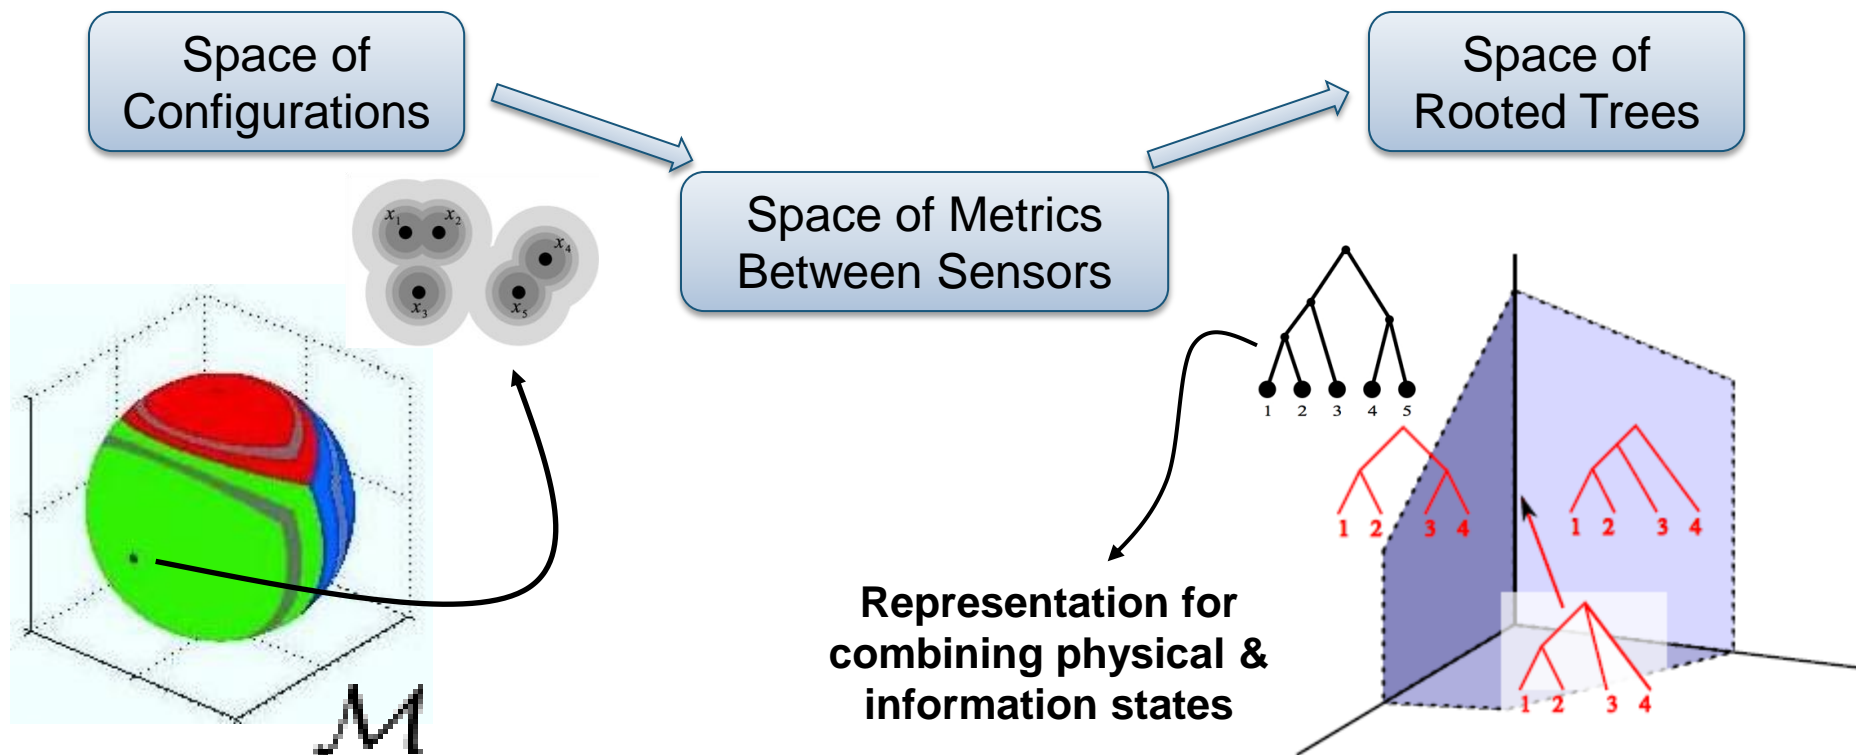 Space of
Configurations
Space of
Rooted Trees
Space of Metrics
Between Sensors
x1 x2
x4
x3
x5
1 2 3 4 5
1 2 3 4
1 2 3 4
Representation for
combining physical &
information states
1 2 3 4
M